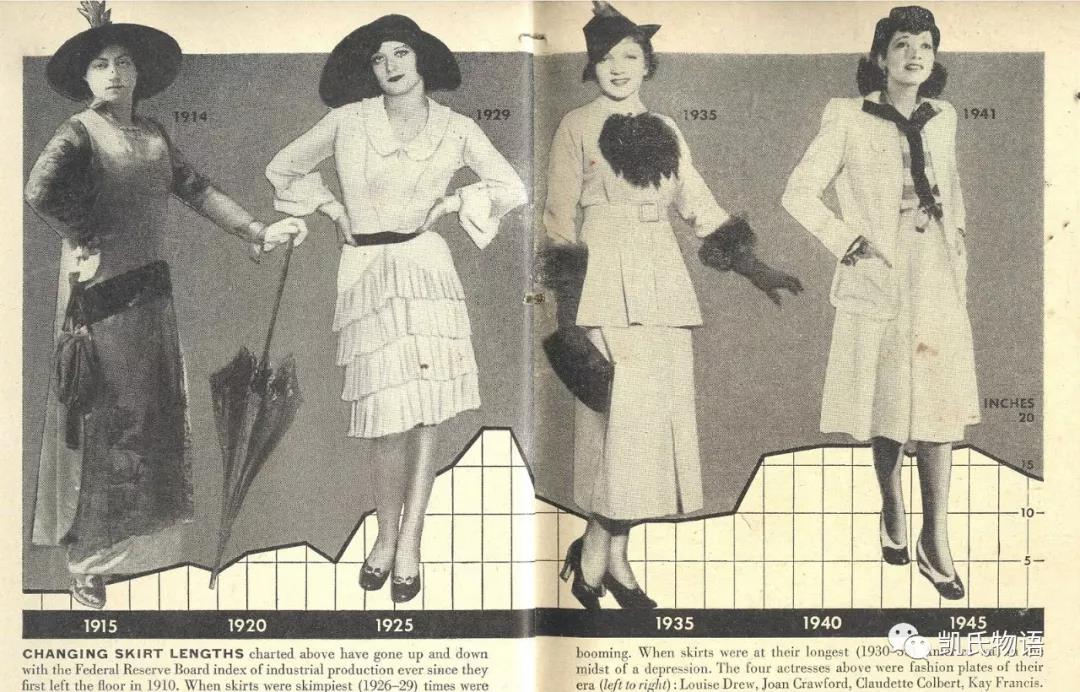 1914
1929
1935
1941
INCHES
20
15
10
5
1915
1920
1925
1935
1940
1945
CHANGING SKIRT LENGTHS charted above have gone up and down
with the Federal Reserve Board index of industrial production ever since they
first left the floor in 1910. When skirts were skimpiest (1926–29) times were
booming. When skirts were at their longest (1930-
midst of a depression. The four actresses above were fashion plates of their
era (left to right): Louise Drew, Joan Crawford, Claudette Colbert, Kay Francis.
凯氏物语